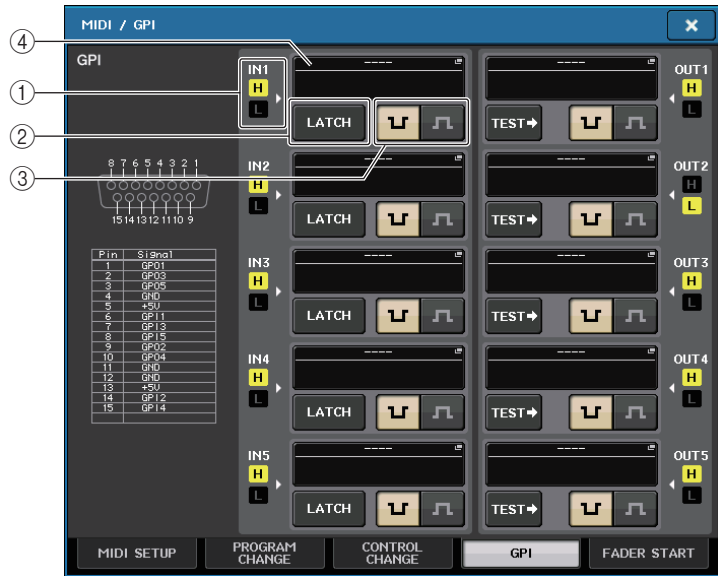 MIDI / GPI
GPI
④
①
②
③
8 7 6 5 4 3 2 1
15 14 13 12 11 10 9
Pin Signal
1 GPO1
2 GPO3
3 GPO5
4 GND
5 +5V
6 GPI1
7 GPI3
8 GPI5
9 GPO2
10 GPO4
11 GND
12 GND
13 +5V
14 GPI2
15 GPI4
IN1
H
L
----
LATCH
----
TEST
OUT1
H
L
IN2
H
L
----
LATCH
----
TEST
OUT2
H
L
IN3
H
L
----
LATCH
----
TEST
OUT3
H
L
IN4
H
L
----
LATCH
----
TEST
OUT4
H
L
IN5
H
L
----
LATCH
----
TEST
OUT5
H
L
MIDI SETUP
PROGRAM
CHANGE
CONTROL
CHANGE
GPI
FADER START